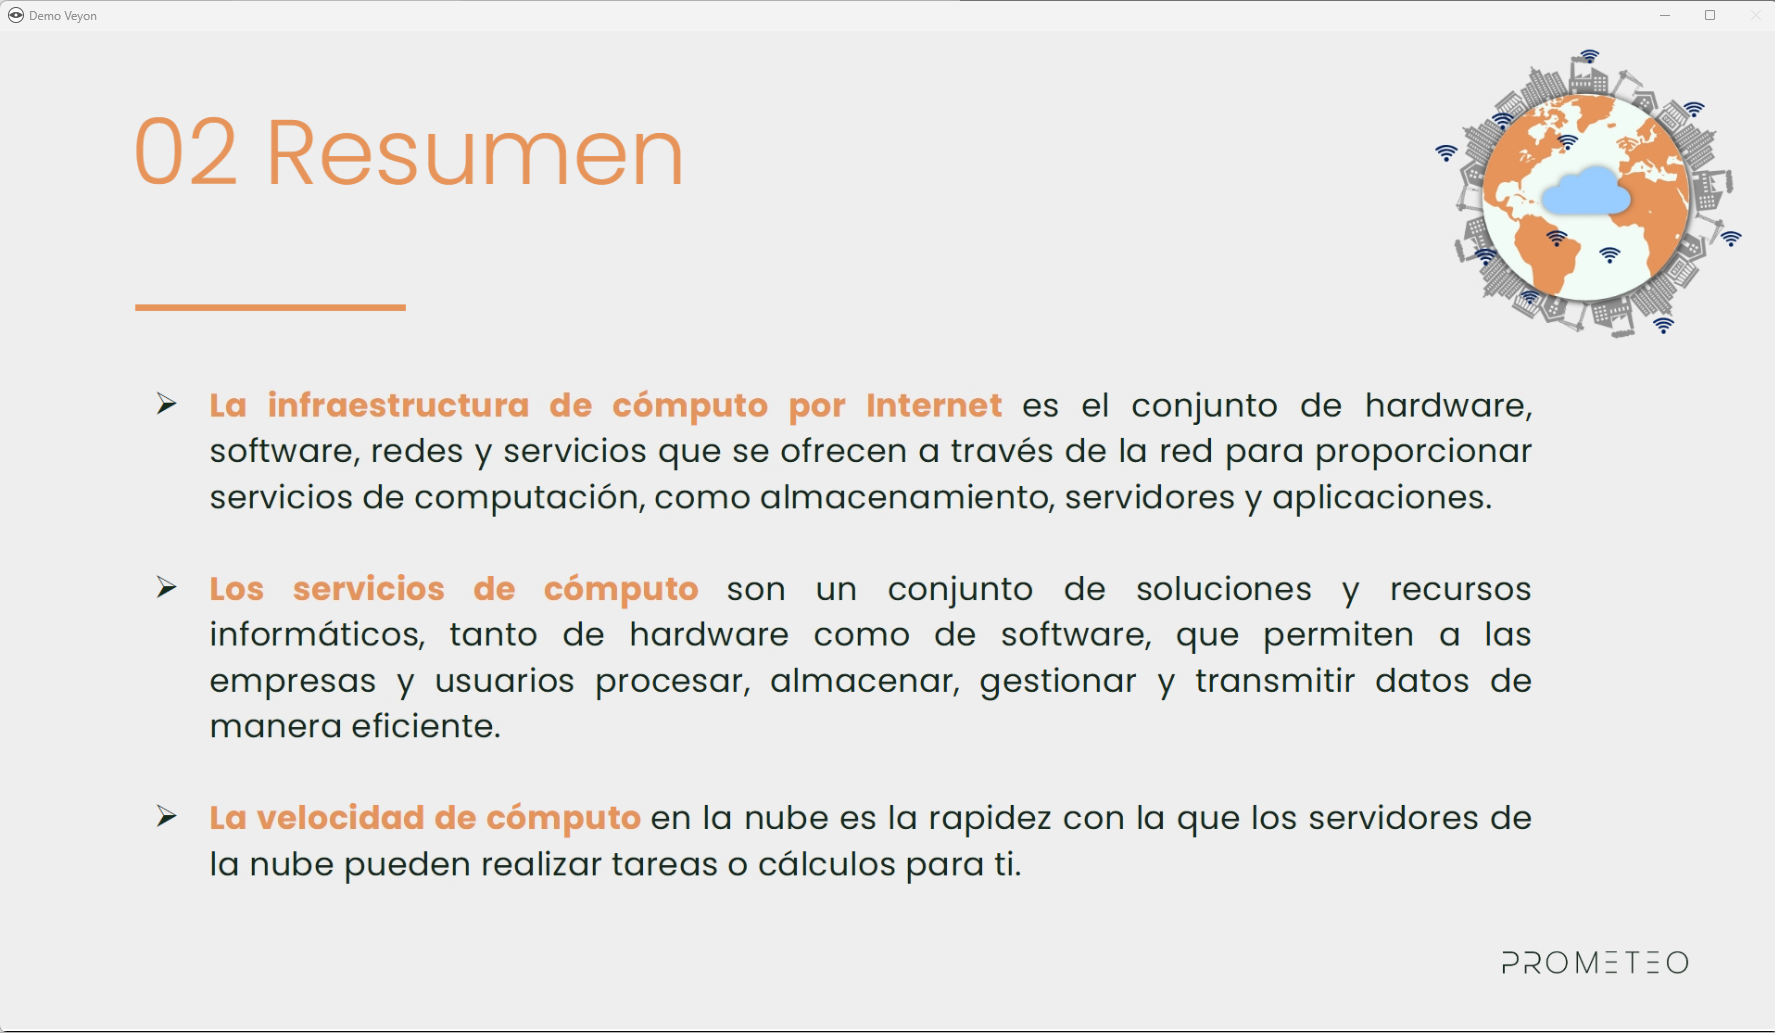 Demo Veyon
02 Resumen
➢ La infraestructura de cómputo por Internet es el conjunto de hardware,
software, redes y servicios que se ofrecen a través de la red para proporcionar
servicios de computación, como almacenamiento, servidores y aplicaciones.
➢ Los servicios de cómputo son un conjunto de soluciones y recursos
informáticos, tanto de hardware como de software, que permiten a las
empresas y usuarios procesar, almacenar, gestionar y transmitir datos de
manera eficiente.
➢ La velocidad de cómputo en la nube es la rapidez con la que los servidores de
la nube pueden realizar tareas o cálculos para ti.
PROMETEO